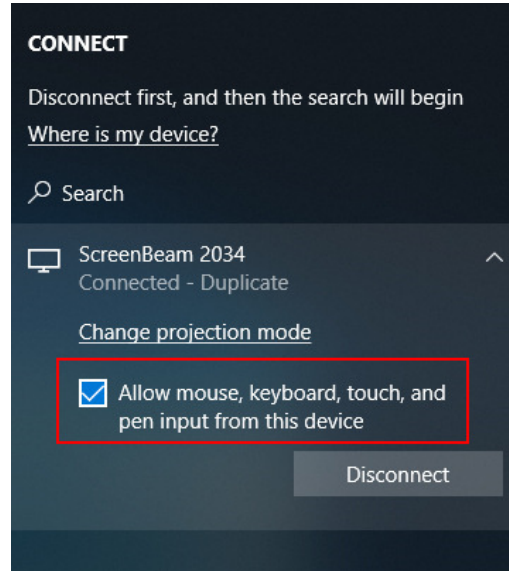 CONNECT
Disconnect first, and then the search will begin
Where is my device?
Search
ScreenBeam 2034
Connected - Duplicate
Change projection mode
Allow mouse, keyboard, touch, and
pen input from this device
Disconnect